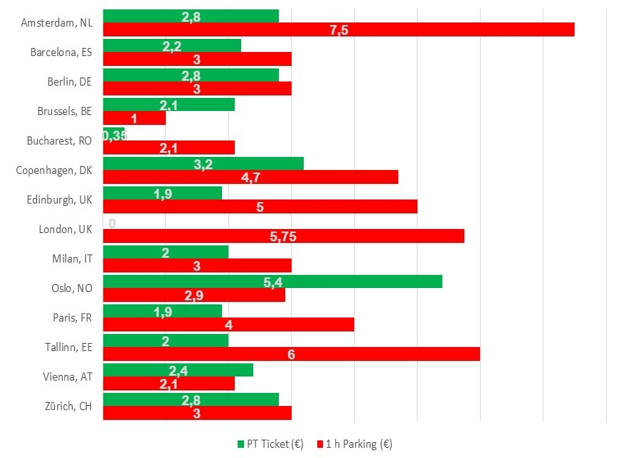 Amsterdam, NL
2,8
7,5
Barcelona, ES
2,2
3
Berlin, DE
2,8
3
Brussels, BE
2,1
1
Bucharest, RO
0,35
2,1
Copenhagen, DK
3,2
4,7
Edinburgh, UK
1,9
5
London, UK
0
5,75
Milan, IT
2
3
Oslo, NO
5,4
2,9
Paris, FR
1,9
4
Tallinn, EE
2
6
Vienna, AT
2,4
2,1
Zürich, CH
2,8
3
PT Ticket (€) 1 h Parking (€)